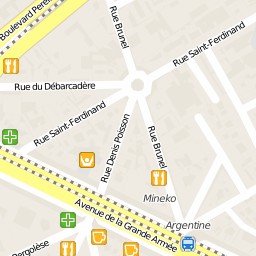 Boulevard Perei
Rue Brunel
Rue Saint-Ferdinand
Rue du Débarcadère
Rue Saint-Ferdinand
Rue Denis Poisson
Rue Brunel
Mineko
Avenue de la Grande Armée
Argentine
Pergolèse